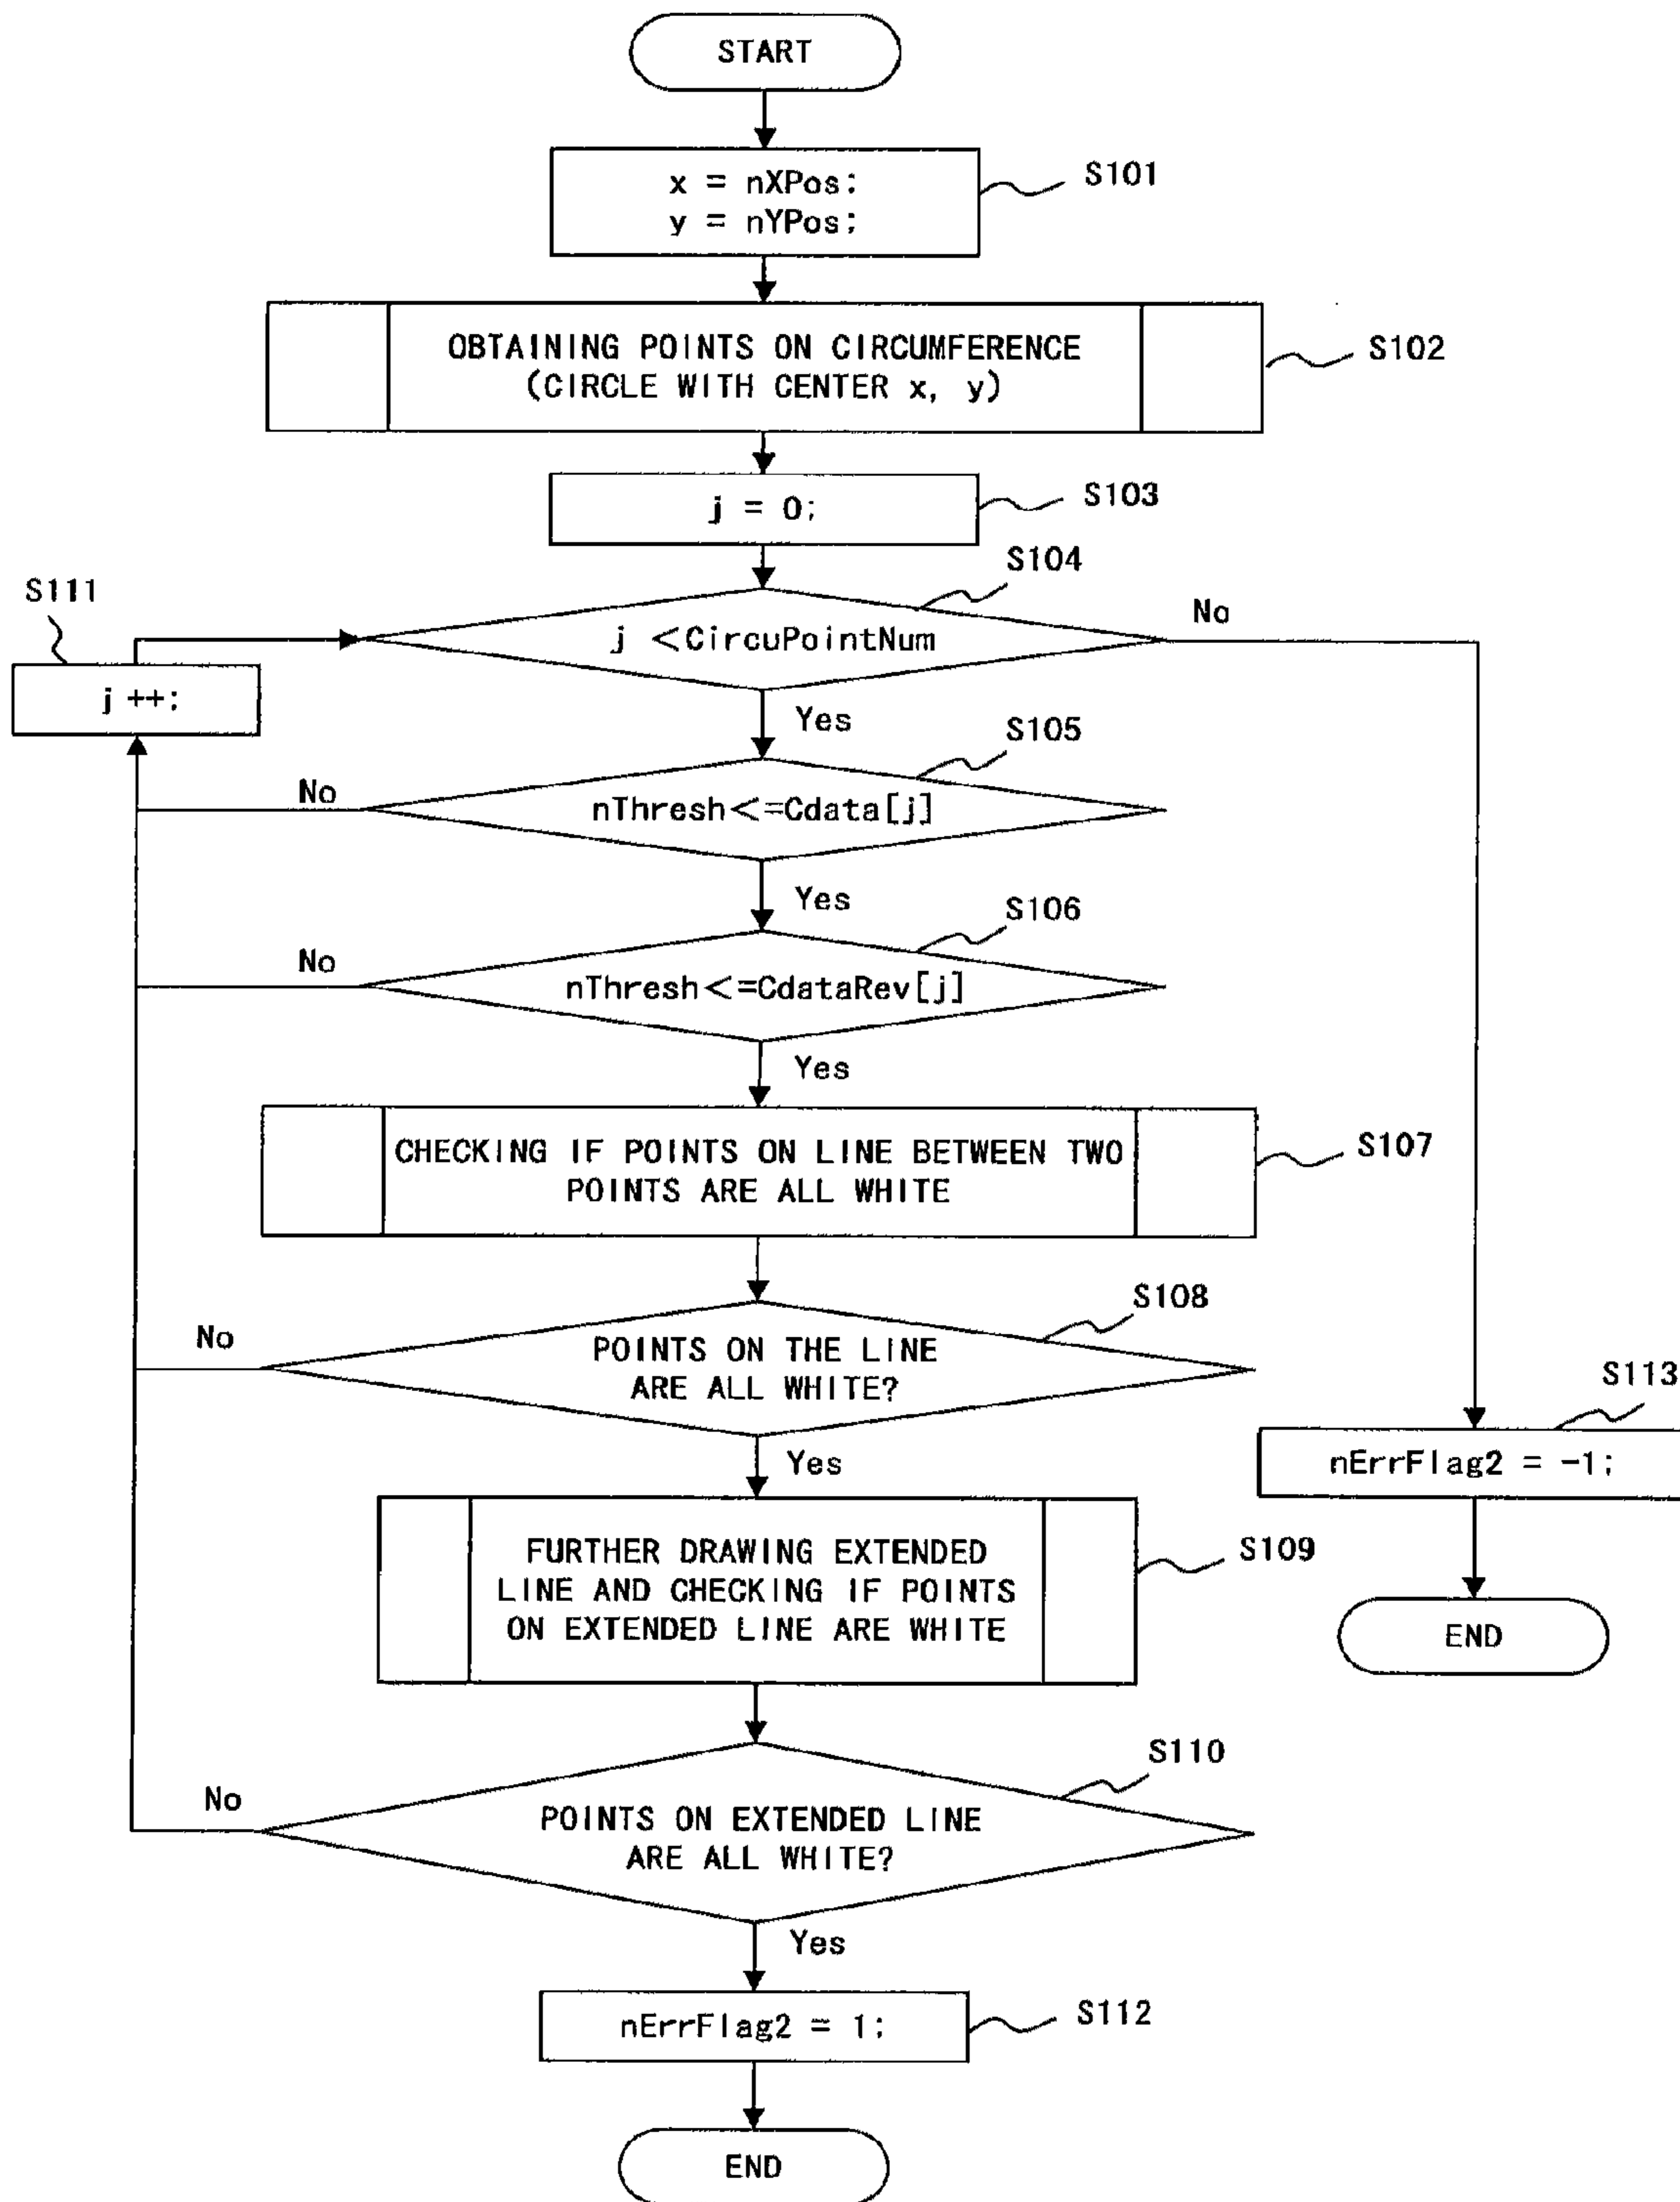 START
x = nXPos;
y = nYPos;
S101
OBTAINING POINTS ON CIRCUMFERENCE
(CIRCLE WITH CENTER x, y)
S102
j = 0;
S103
S104
j <CircuPointNum
No
S111
j ++;
Yes
S105
nThresh<=Cdata[j]
No
Yes
S106
nThresh<=CdataRev[j]
No
Yes
CHECKING IF POINTS ON LINE BETWEEN TWO
POINTS ARE ALL WHITE
S107
S108
POINTS ON THE LINE
ARE ALL WHITE?
No
Yes
S113
nErrFlag2 = -1;
END
FURTHER DRAWING EXTENDED
LINE AND CHECKING IF POINTS
ON EXTENDED LINE ARE WHITE
S109
S110
POINTS ON EXTENDED LINE
ARE ALL WHITE?
No
Yes
nErrFlag2 = 1;
S112
END